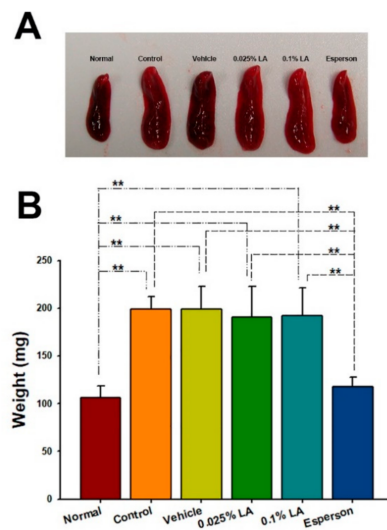 A
Normal Control Vehicle 0.025% LA 0.1% LA Esperson
B
**
**
**
**
**
**
**
**
250
200
150
100
50
0
Weight (mg)
Normal Control Vehicle 0.025% LA 0.1% LA Esperson